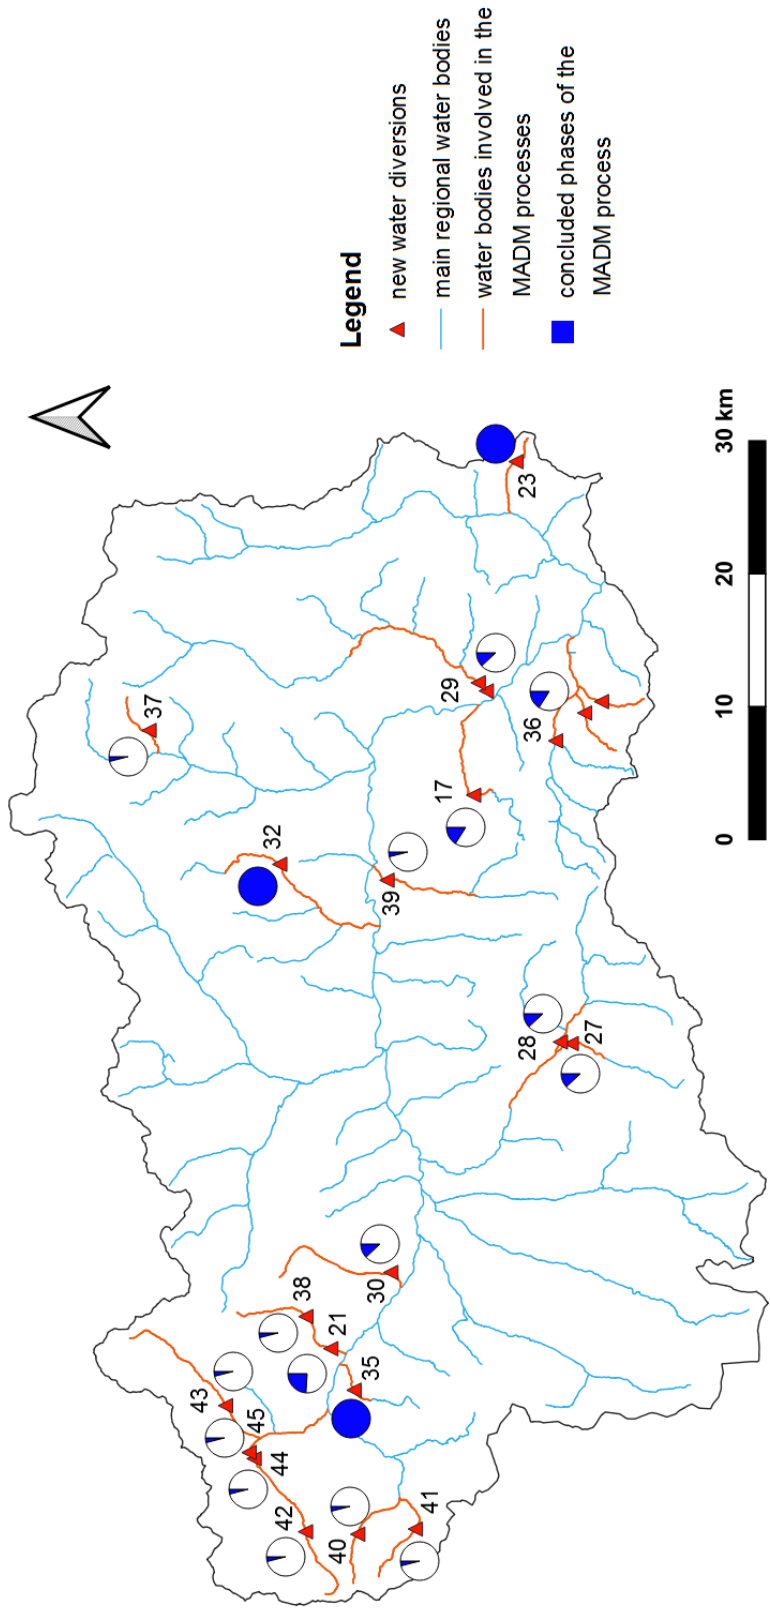 Legend
new water diversions
main regional water bodies
water bodies involved in the
MADM processes
concluded phases of the
MADM process
0
10
20
30 km
43
45
44
42
40
41
38
21
35
30
37
32
39
17
29
36
23
28
27